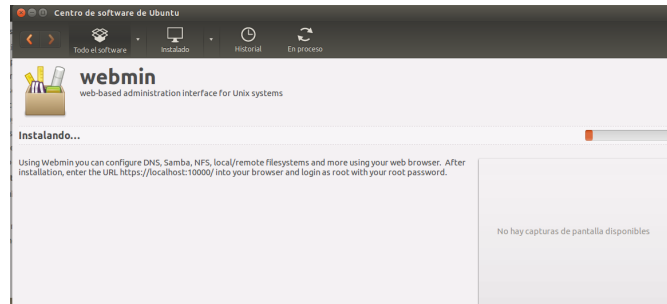 Centro de software de Ubuntu
Todo el software
Instalado
Historial
En proceso
webmin
web-based administration interface for Unix systems
Instalando...
Using Webmin you can configure DNS, Samba, NFS, local/remote filesystems and more using your web browser. After
installation, enter the URL https://localhost:10000/ into your browser and login as root with your root password.
No hay capturas de pantalla disponibles